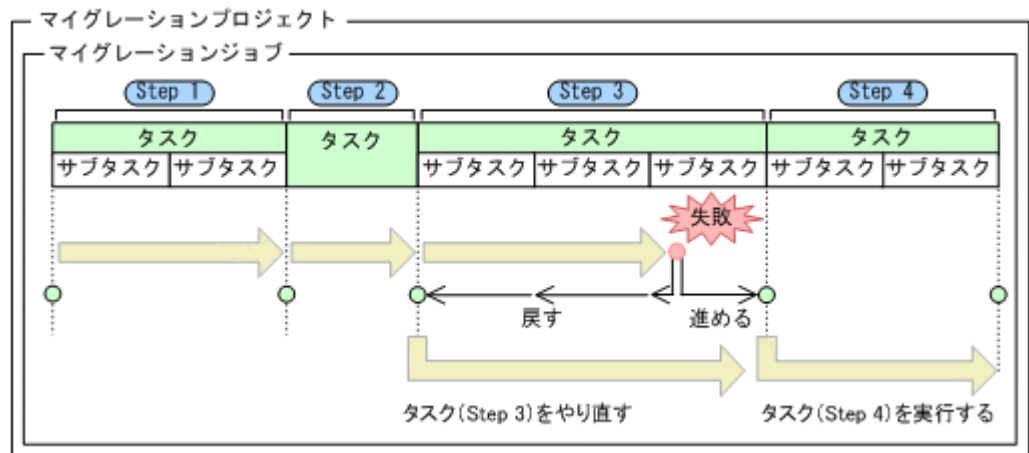 マイグレーションプロジェクト
マイグレーションジョブ
Step 1 Step 2 Step 3 Step 4
タスク タスク タスク タスク
サブタスク サブタスク サブタスク サブタスク サブタスク サブタスク サブタスク
失敗
戻す 進める
タスク(Step 3)をやり直す タスク(Step 4)を実行する